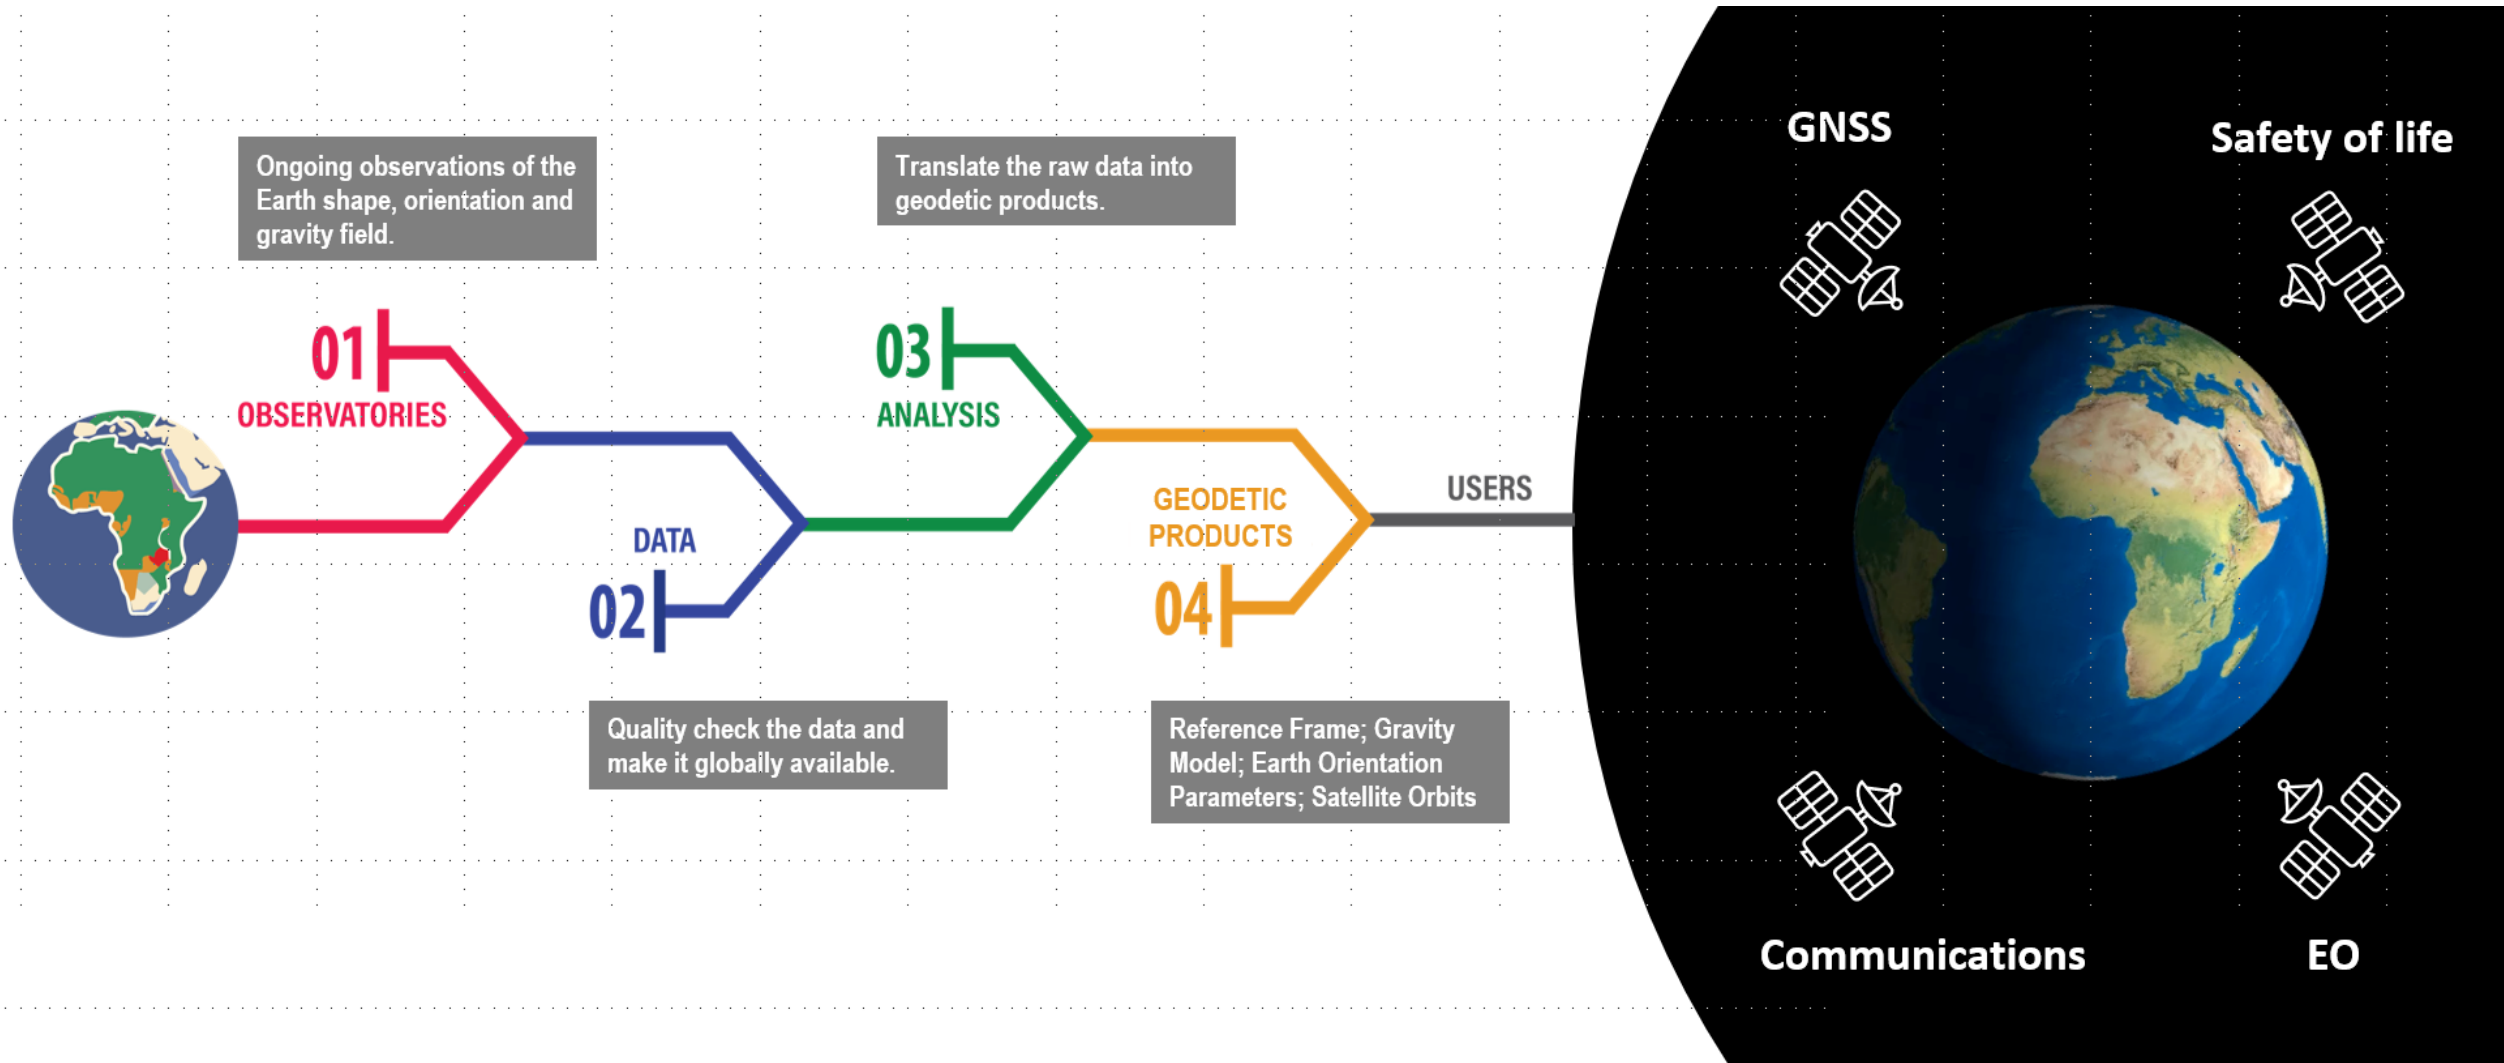 Ongoing observations of the
Earth shape, orientation and
gravity field.
01
OBSERVATORIES
DATA
02
Quality check the data and
make it globally available.
Translate the raw data into
geodetic products.
03
ANALYSIS
GEODETIC
PRODUCTS
04
Reference Frame; Gravity
Model; Earth Orientation
Parameters; Satellite Orbits
USERS
GNSS
Safety of life
Communications
EO